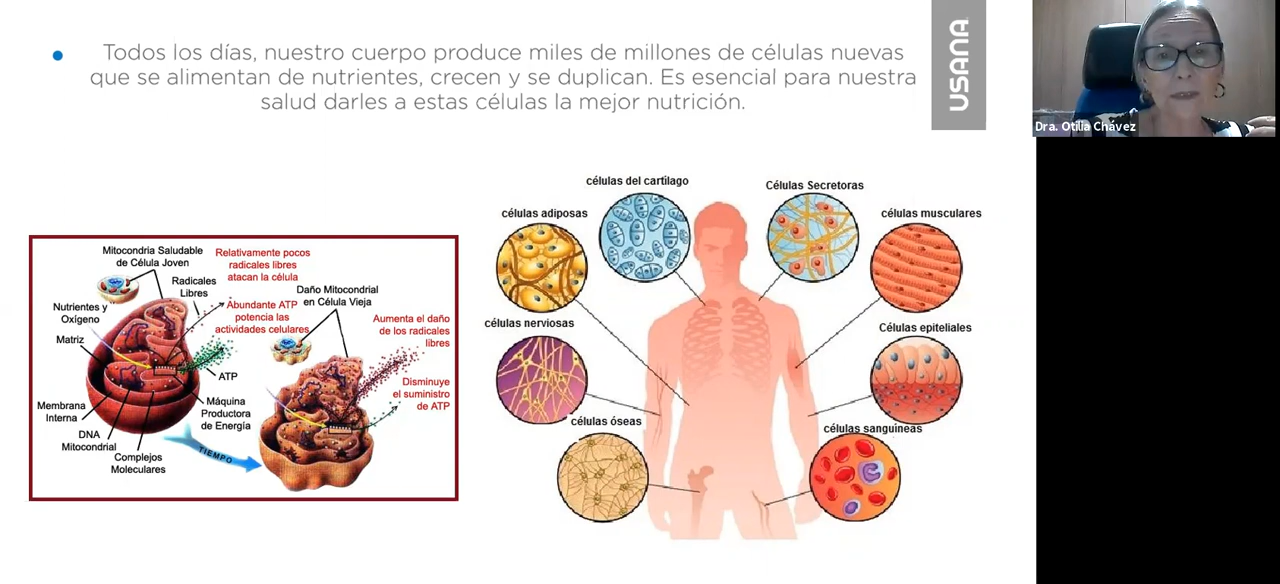 Todos los días, nuestro cuerpo produce miles de millones de células nuevas
que se alimentan de nutrientes, crecen y se duplican. Es esencial para nuestra
salud darles a estas células la mejor nutrición.
USANA
Dra. Otilia Chávez
Mitocondria Saludable
de Célula Joven
Relativamente pocos
radicales libres
atacan la célula
Radicales
Libres
Nutrientes y
Oxígeno
Abundante ATP
potencia las
actividades celulares
Daño Mitocondrial
en Célula Vieja
Aumenta el daño
de los radicales
libres
Matriz
ATP
Disminuye
el suministro
de ATP
Membrana
Interna
Máquina
Productora
de Energía
DNA
Mitocondrial
Complejos
Moleculares
TIEMPO
células del cartílago
Células Secretoras
células adiposas
células musculares
células nerviosas
Células epiteliales
células óseas
células sanguíneas